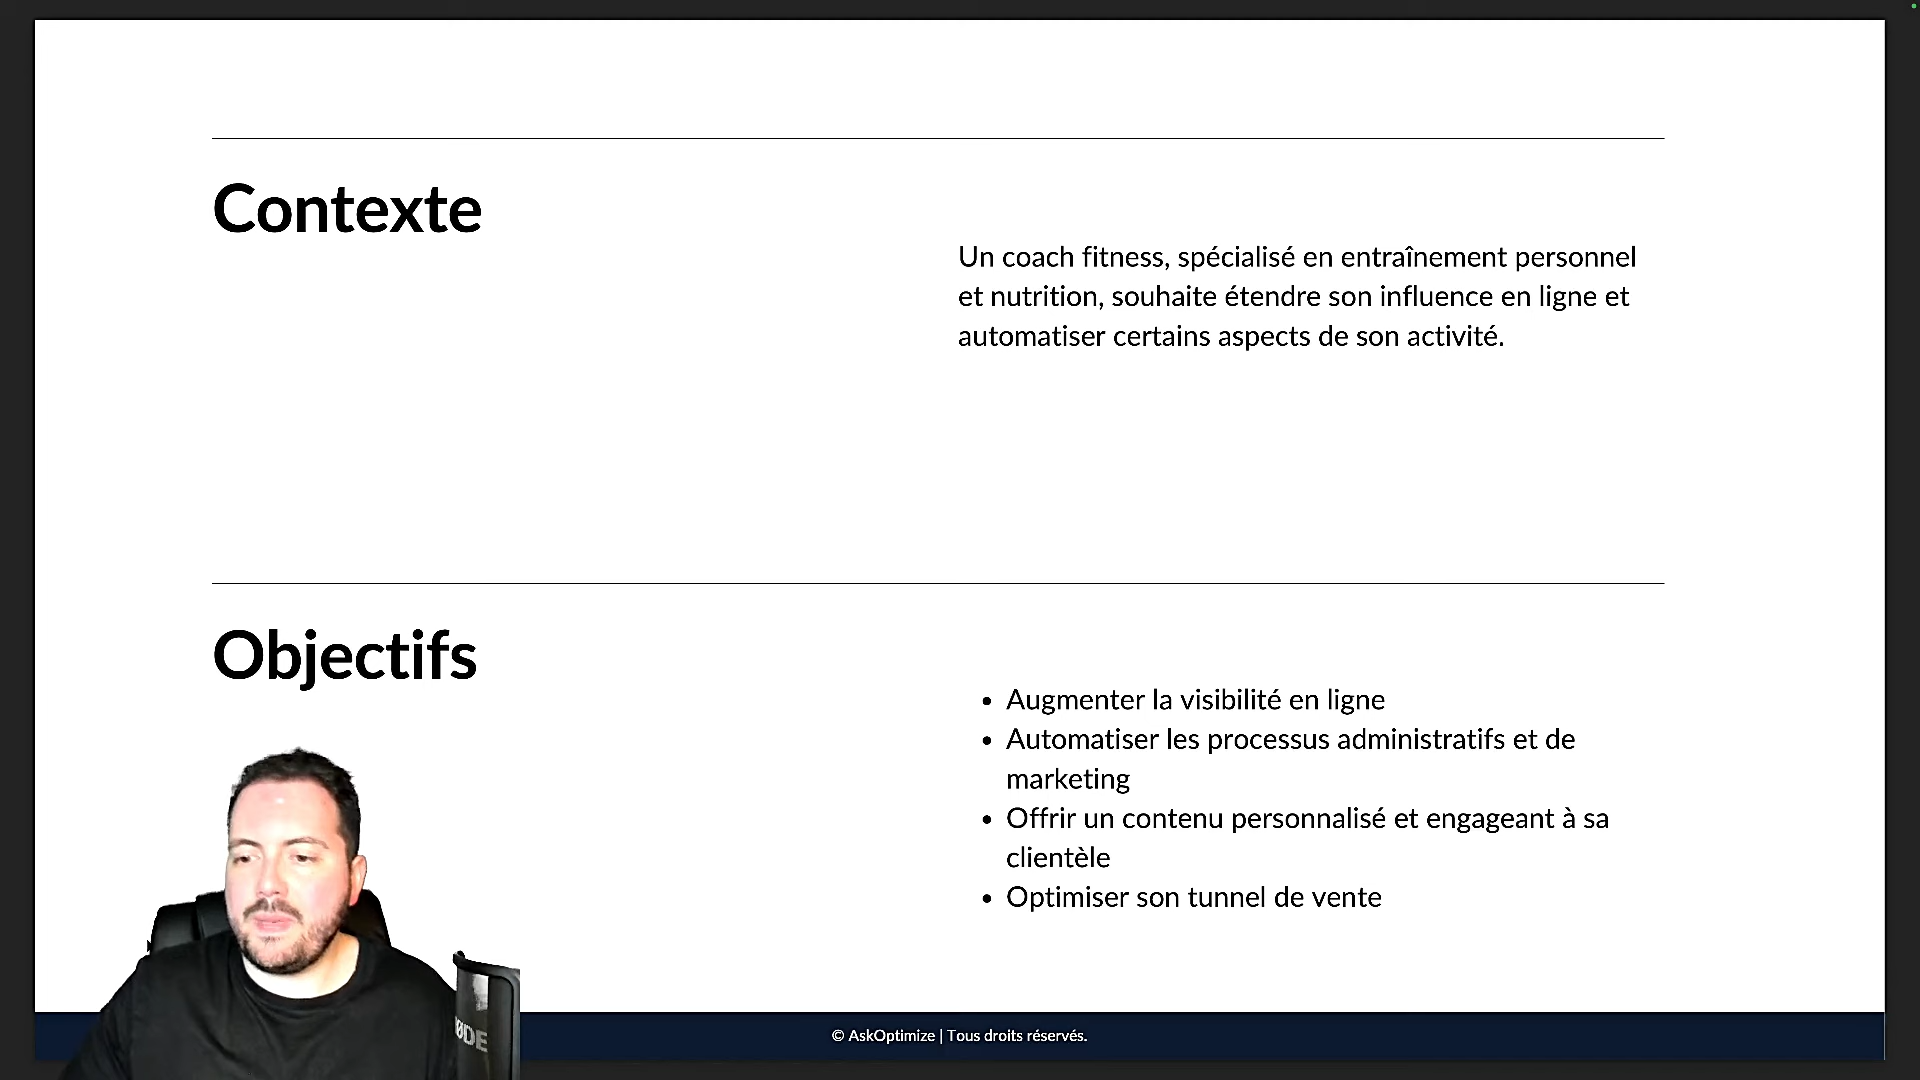 Contexte
Un coach fitness, spécialisé en entraînement personnel
et nutrition, souhaite étendre son influence en ligne et
automatiser certains aspects de son activité.
Objectifs
• Augmenter la visibilité en ligne
• Automatiser les processus administratifs et de
marketing
• Offrir un contenu personnalisé et engageant à sa
clientèle
• Optimiser son tunnel de vente
© AskOptimize | Tous droits réservés.